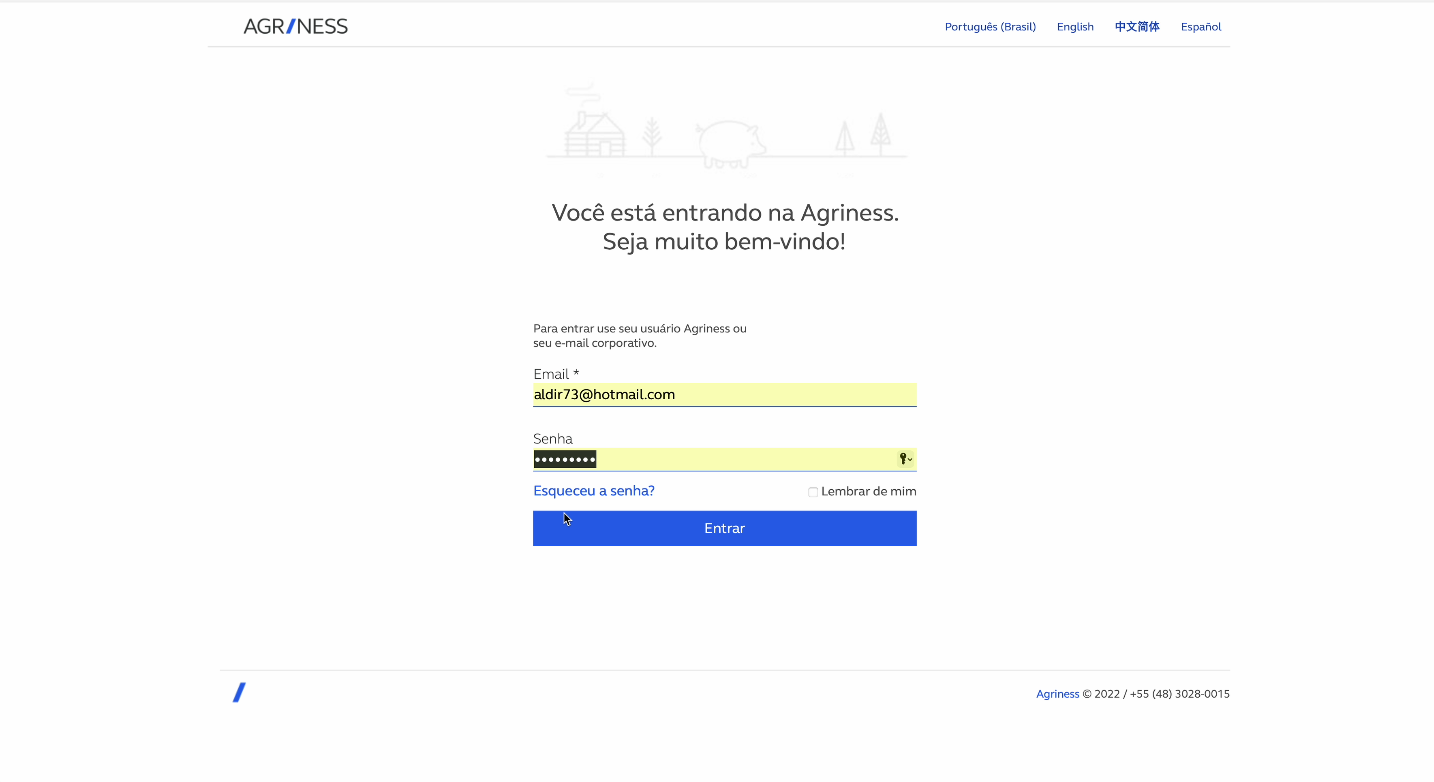 AGRINESS
Português (Brasil) English 中文简体 Español
Você está entrando na Agriness.
Seja muito bem-vindo!
Para entrar use seu usuário Agriness ou
seu e-mail corporativo.
Email *
aldir73@hotmail.com
Senha
•••••••••
Esqueceu a senha? Lembrar de mim
Entrar
Agriness © 2022 / +55 (48) 3028-0015